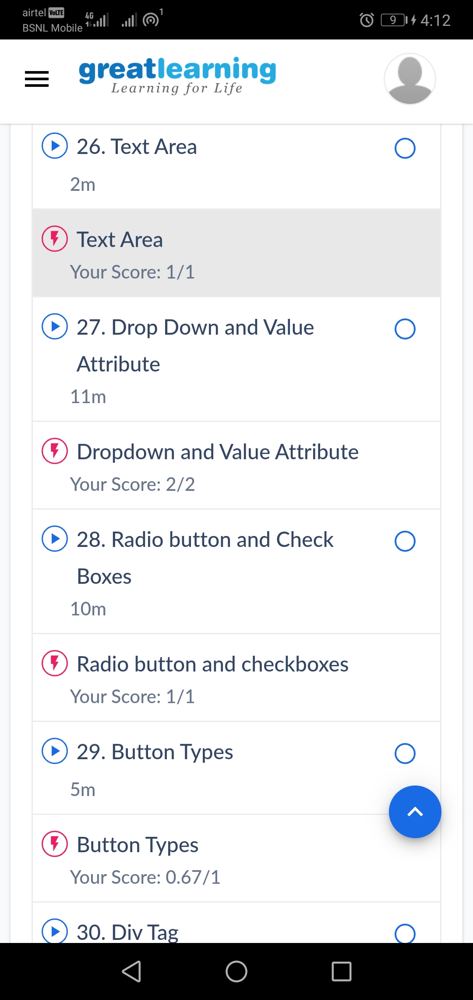 airtel VoLTE
BSNL Mobile
4G
1
9
4:12
greatlearning
Learning for Life
26. Text Area
2m
Text Area
Your Score: 1/1
27. Drop Down and Value
Attribute
11m
Dropdown and Value Attribute
Your Score: 2/2
28. Radio button and Check
Boxes
10m
Radio button and checkboxes
Your Score: 1/1
29. Button Types
5m
Button Types
Your Score: 0.67/1
30. Div Tag